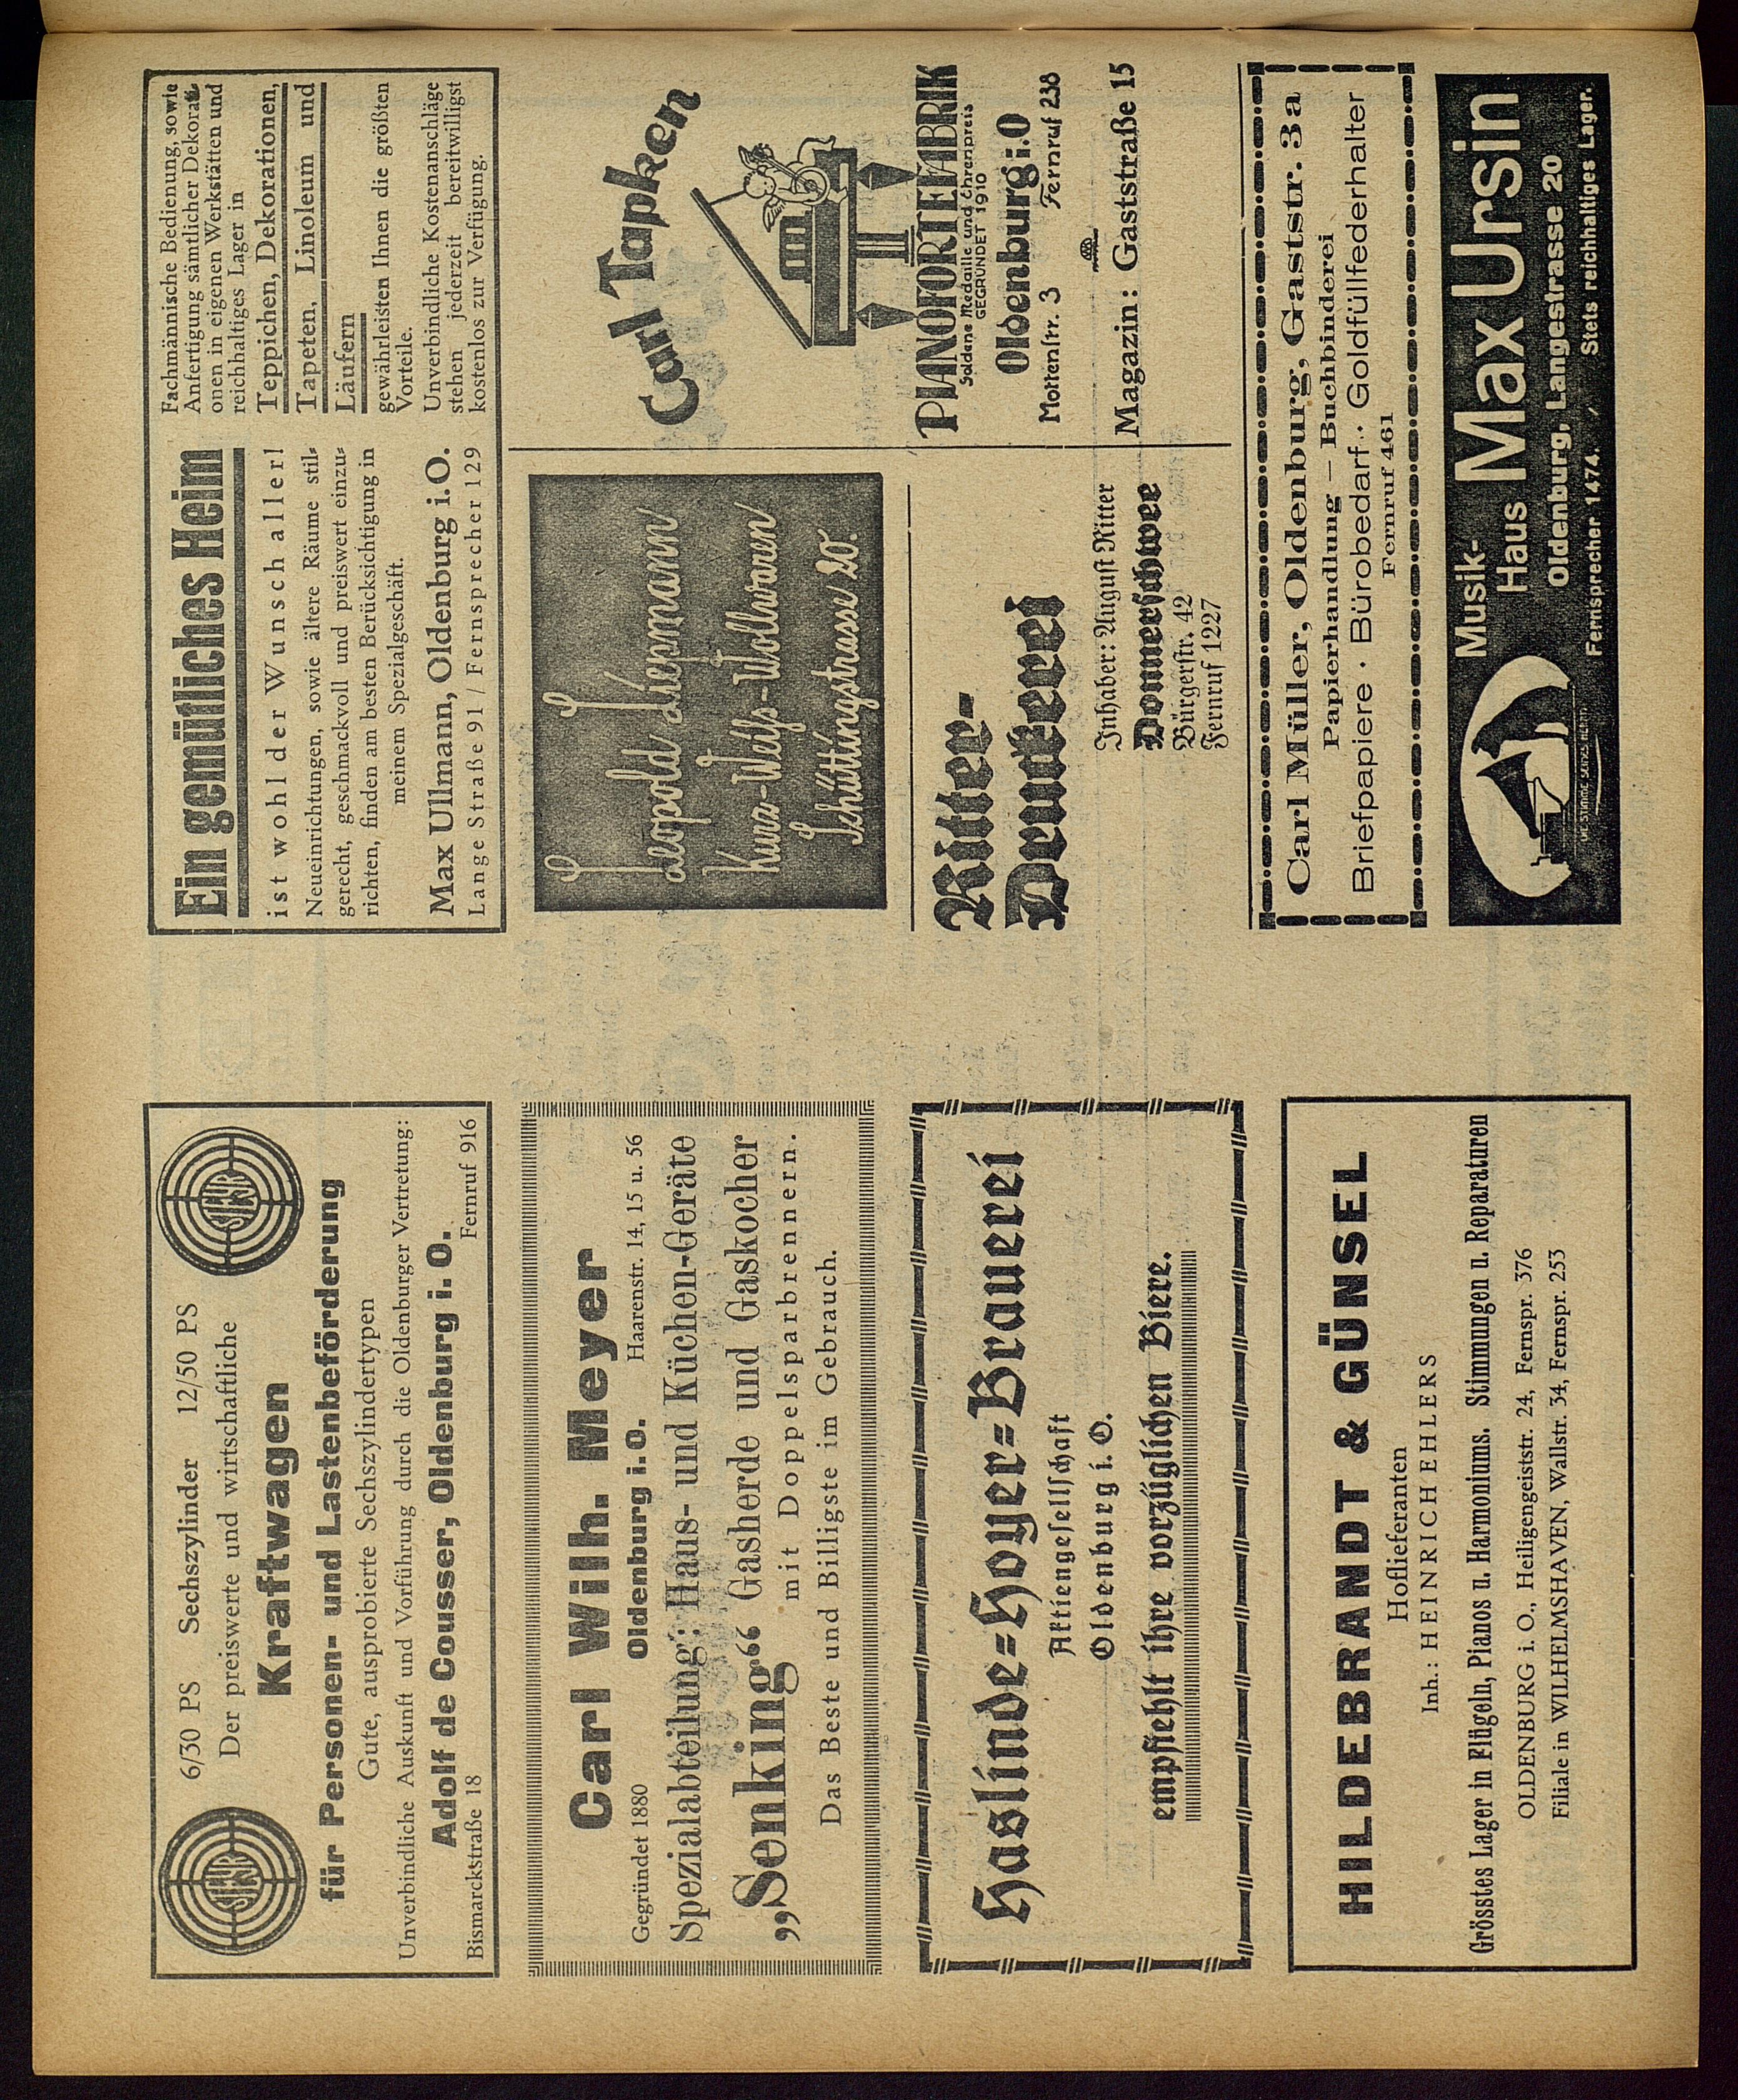 6/30 PS Sechszylinder 12/50 PS
Der preiswerte und wirtschaftliche
Kraftwagen
für Personen- und Lastenbeförderung
Gute, ausprobierte Sechszylindertypen
Unverbindliche Auskunft und Vorführung durch die Oldenburger Vertretung:
Adolf de Cousser, Oldenburg i. O.
Bismarckstraße 18 Fernruf 916
Carl Wilh. Meyer
Gegründet 1880 Oldenburg i. O. Haarenstr. 14, 15 u. 56
Spezialabteilung: Haus- und Küchen-Geräte
„Senking“ Gasherde und Gaskocher
mit Doppelsparbrennern.
Das Beste und Billigste im Gebrauch.
Haslinde=Hoyer=Brauerei
Aktiengesellschaft
Oldenburg i. O.
empfiehlt ihre vorzüglichen Biere.
HILDEBRANDT & GÜNSEL
Hoflieferanten
Inh.: HEINRICH EHLERS
Grösstes Lager in Flügeln, Pianos u. Harmoniums. Stimmungen u. Reparaturen
OLDENBURG i. O., Heiligengeiststr. 24, Fernspr. 376
Filiale in WILHELMSHAVEN, Wallstr. 34, Fernspr. 253
Ein gemütliches Heim
ist wohl der Wunsch aller!
Neueinrichtungen, sowie ältere Räume stil-
gerecht, geschmackvoll und preiswert einzu-
richten, finden am besten Berücksichtigung in
meinem Spezialgeschäft.
Max Ullmann, Oldenburg i. O.
Lange Straße 91 / Fernsprecher 129
Fachmännische Bedienung, sowie
Anfertigung sämtlicher Dekorati-
onen in eigenen Werkstätten und
reichhaltiges Lager in
Teppichen, Dekorationen,
Tapeten, Linoleum und
Läufern
gewährleisten Ihnen die größten
Vorteile.
Unverbindliche Kostenanschläge
stehen jederzeit bereitwilligst
kostenlos zur Verfügung.
Leopold Liepmann
Kurz-Weiß-Wollwaren
Schüttingstrasse 20.
Carl Tapken
PIANOFORTEFABRIK
Goldene Medaille und Ehrenpreis
GEGRÜNDET 1910
Oldenburg i. O
Mottenstr. 3 Fernruf 238
Magazin: Gaststraße 15
Ritter-
Druckerei
Inhaber: August Ritter
Donnerschwee
Bürgerstr. 42
Fernruf 1227
Carl Müller, Oldenburg, Gaststr. 3a
Papierhandlung – Buchbinderei
Briefpapiere · Bürobedarf · Goldfüllfederhalter
Fernruf 461
Musik-
Haus Max Ursin
Oldenburg, Langestrasse 20
Fernsprecher 1474. Stets reichhaltiges Lager.
DIE STIMME SEINES HERRN